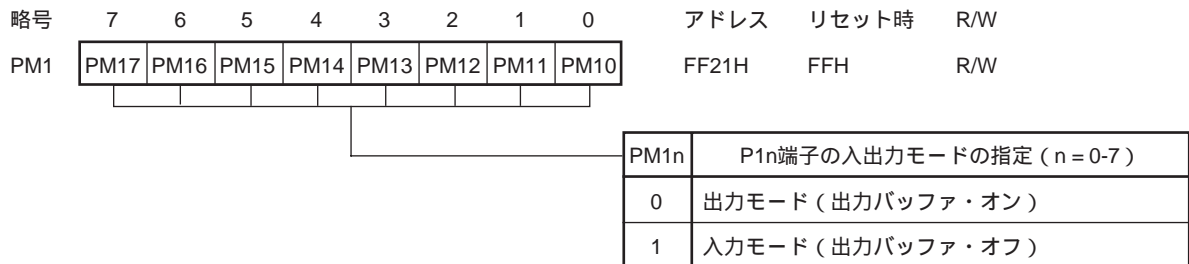 略号 7 6 5 4 3 2 1 0 アドレス リセット時 R/W
PM1 PM17 PM16 PM15 PM14 PM13 PM12 PM11 PM10 FF21H FFH R/W
PM1n P1n端子の入出力モードの指定（n = 0-7）
0 出力モード（出力バッファ・オン）
1 入力モード（出力バッファ・オフ）